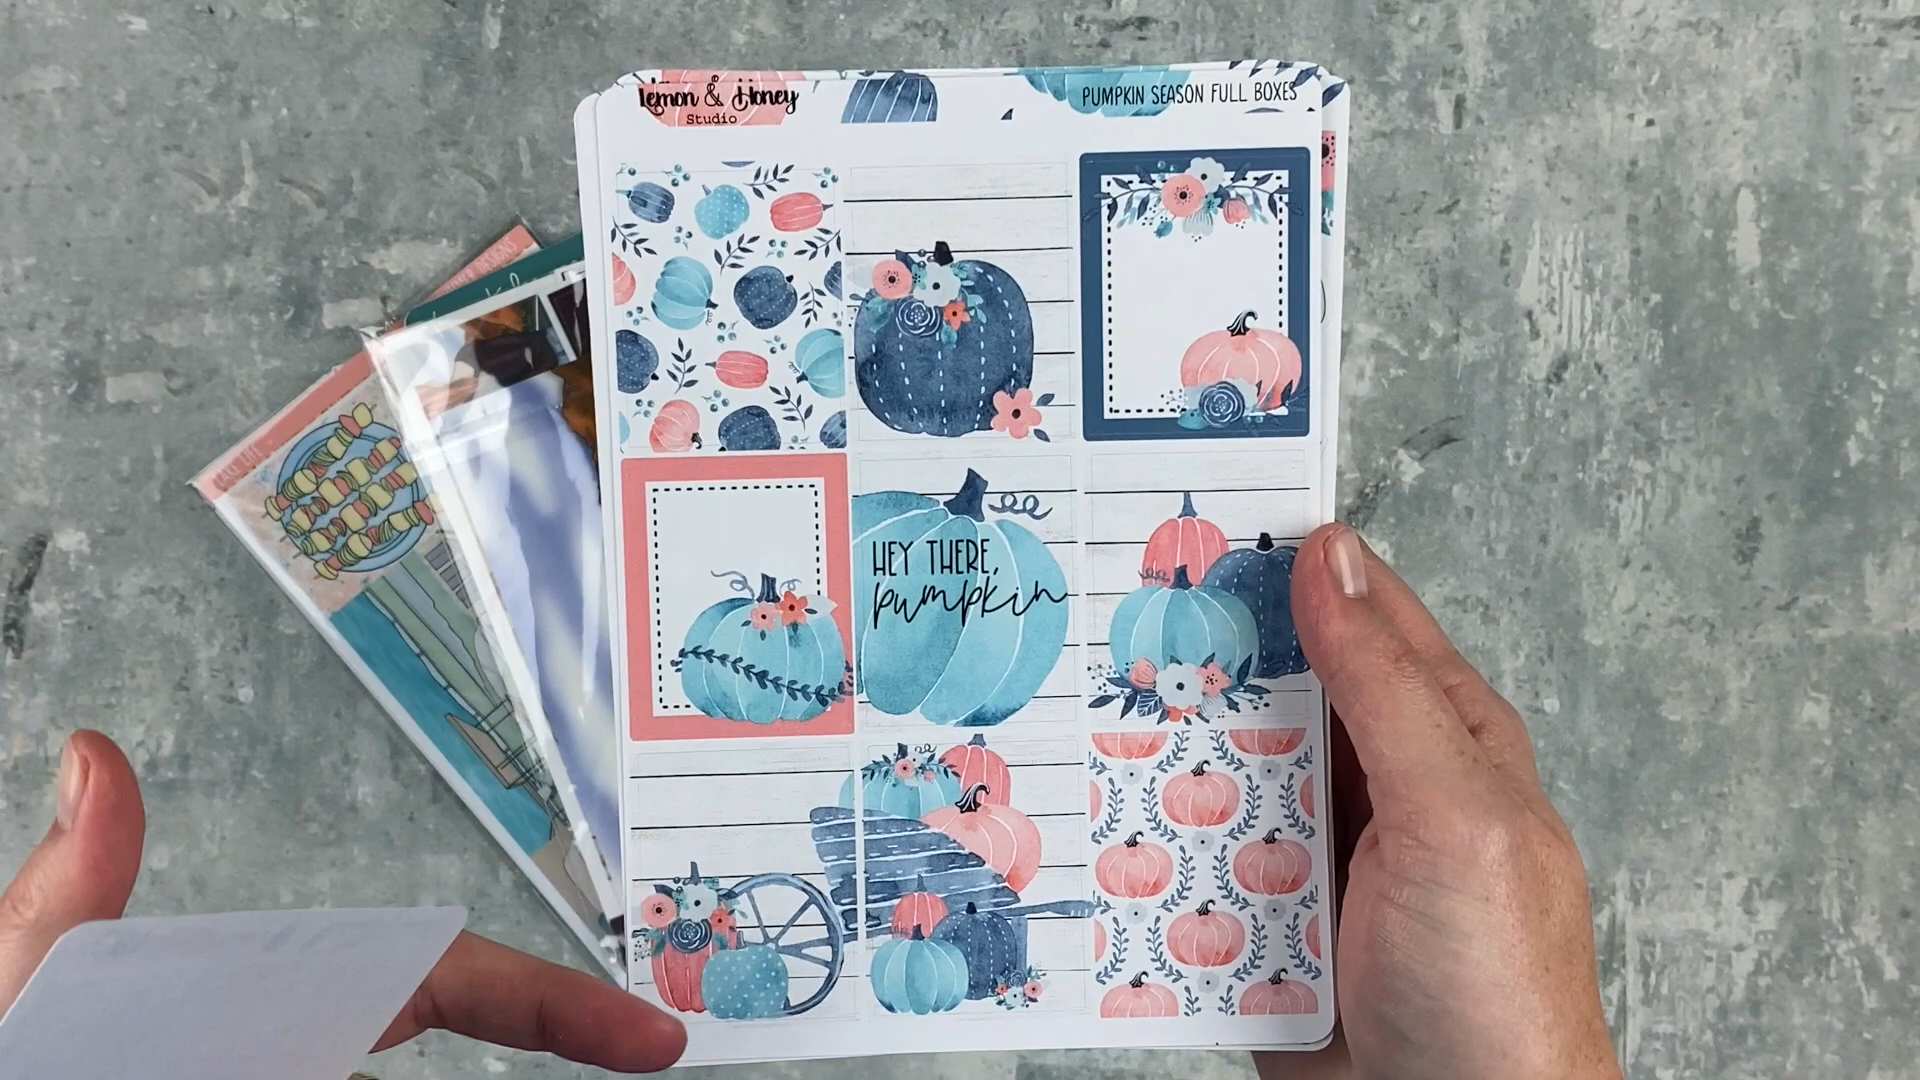 Lemon & Honey
Studio
PUMPKIN SEASON FULL BOXES
HEY THERE,
pumpkin